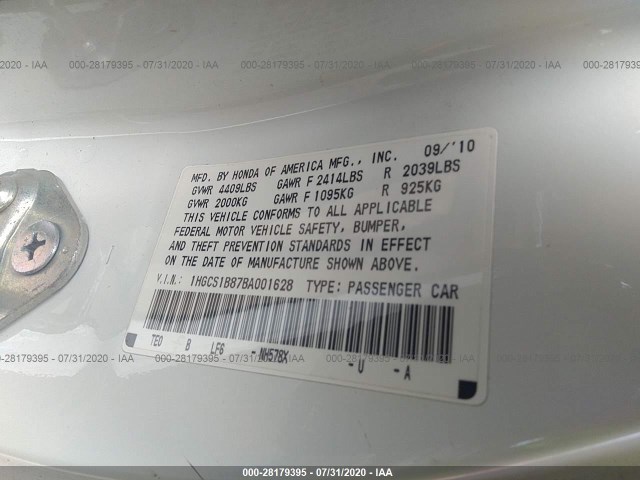 000-28179395 - 07/31/2020 - IAA
MFD. BY HONDA OF AMERICA MFG., INC. 09/'10
GVWR 4409LBS GAWR F 2414LBS R 2039LBS
GVWR 2000KG GAWR F 1095KG R 925KG
THIS VEHICLE CONFORMS TO ALL APPLICABLE
FEDERAL MOTOR VEHICLE SAFETY, BUMPER,
AND THEFT PREVENTION STANDARDS IN EFFECT
ON THE DATE OF MANUFACTURE SHOWN ABOVE.
V.I.N.: 1HGCS1B87BA001628 TYPE: PASSENGER CAR
TE0 B LFG -NH578X -U -A
000-28179395 - 07/31/2020 - IAA